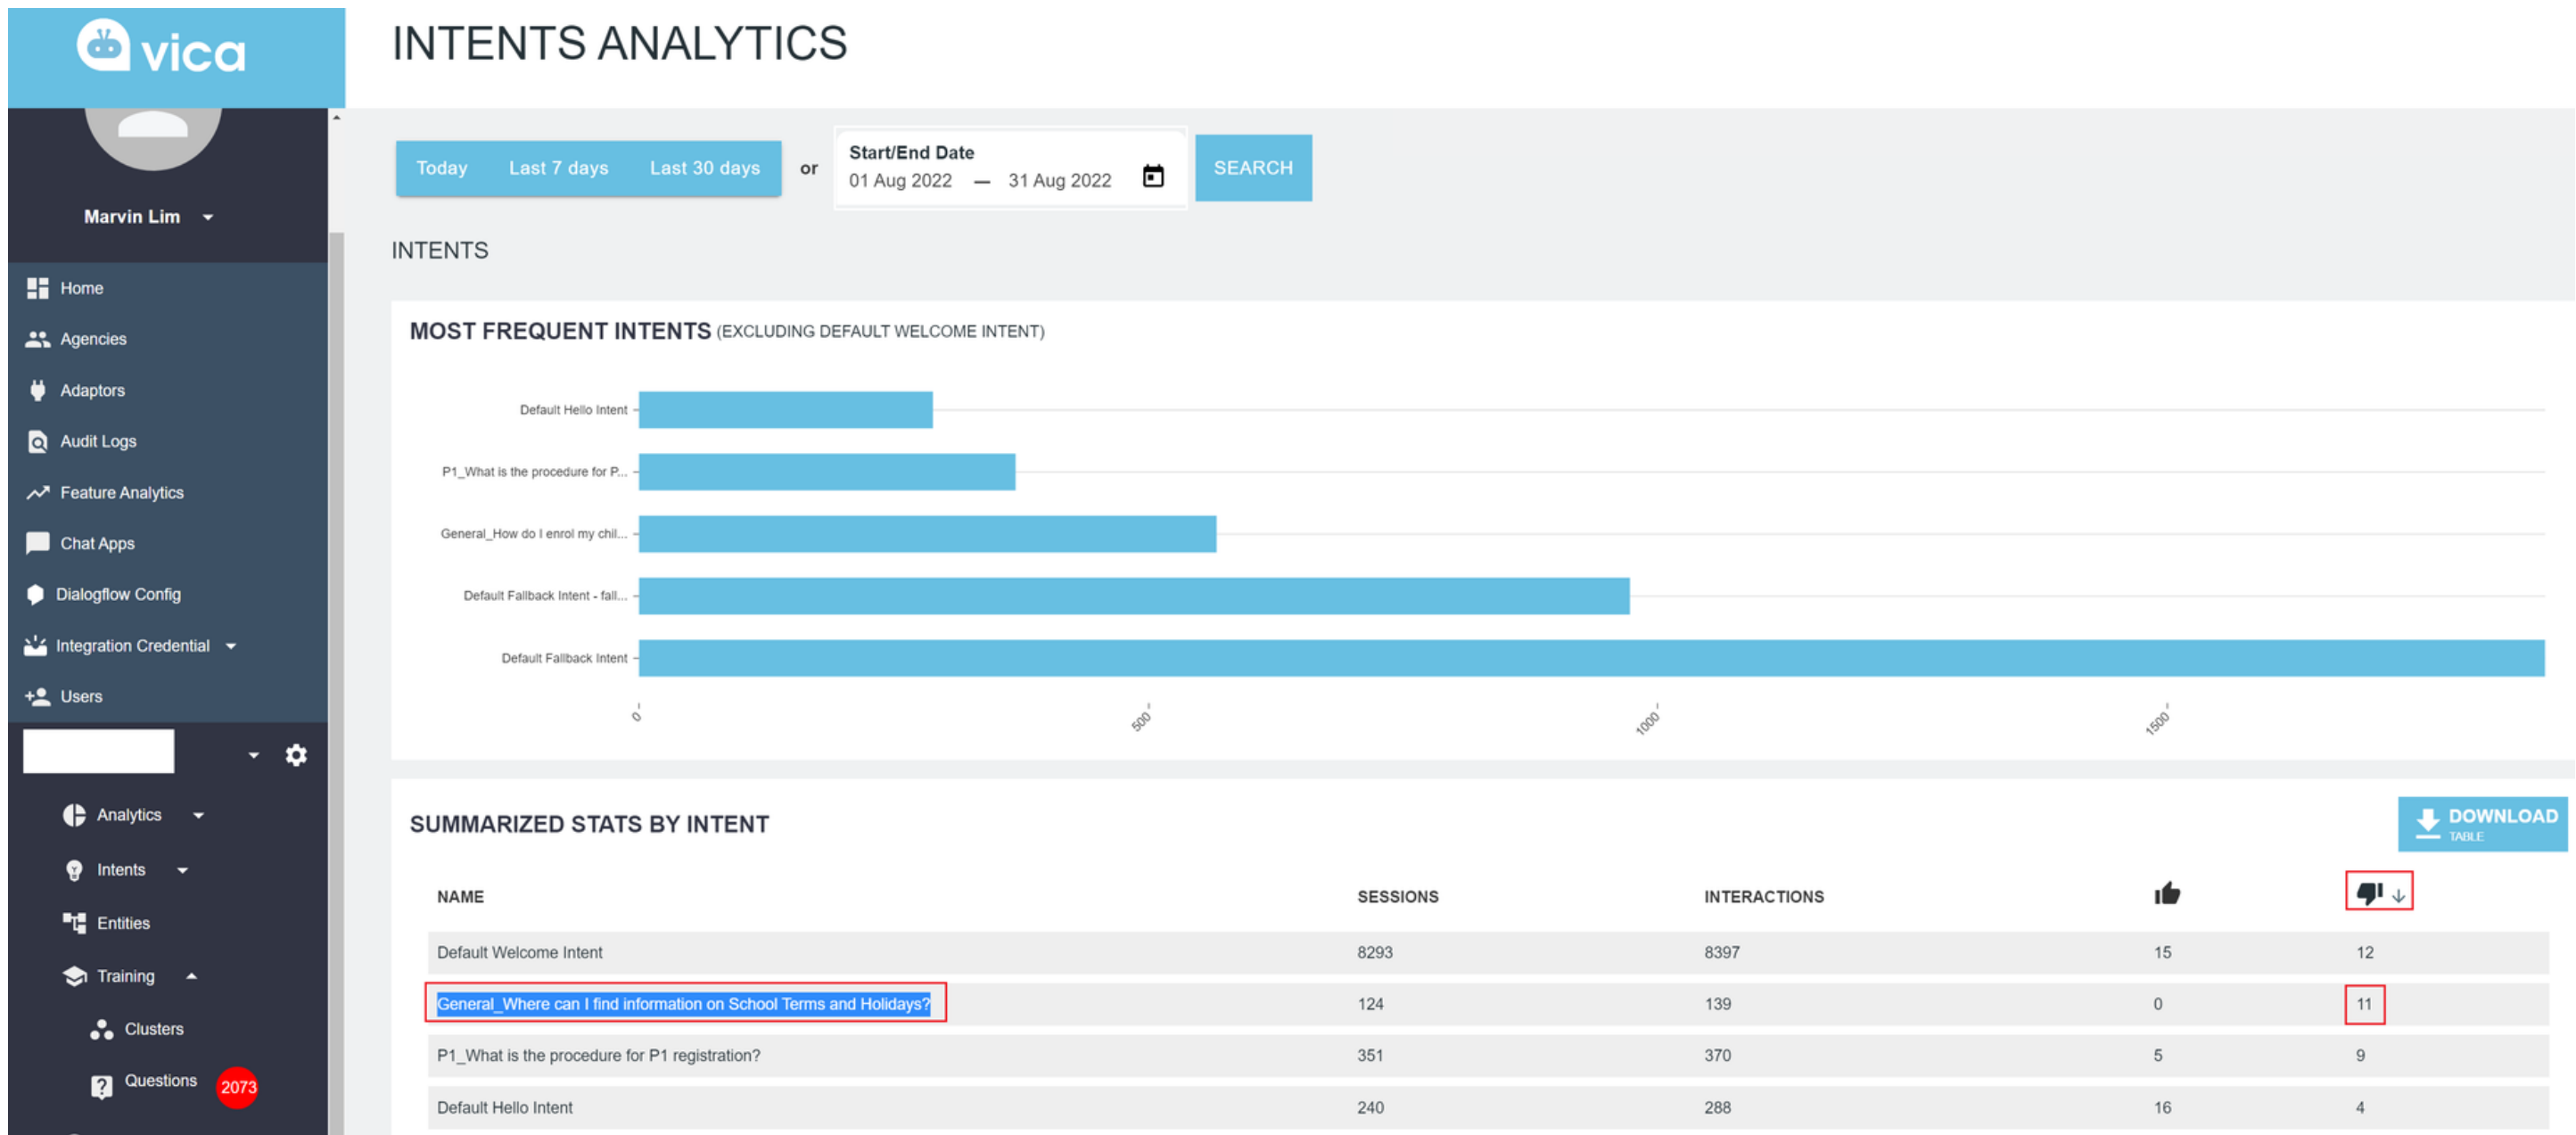 vica
INTENTS ANALYTICS
Marvin Lim
Home
Agencies
Adaptors
Audit Logs
Feature Analytics
Chat Apps
Dialogflow Config
Integration Credential
Users
Analytics
Intents
Entities
Training
Clusters
Questions 2073
Today Last 7 days Last 30 days or Start/End Date SEARCH
01 Aug 2022 — 31 Aug 2022
INTENTS
MOST FREQUENT INTENTS (EXCLUDING DEFAULT WELCOME INTENT)
Default Hello Intent
P1_What is the procedure for P...
General_How do I enrol my chil...
Default Fallback Intent - fall...
Default Fallback Intent
0 500 1000 1500
SUMMARIZED STATS BY INTENT
DOWNLOAD
TABLE
NAME SESSIONS INTERACTIONS
Default Welcome Intent 8293 8397 15 12
General_Where can I find information on School Terms and Holidays? 124 139 0 11
P1_What is the procedure for P1 registration? 351 370 5 9
Default Hello Intent 240 288 16 4